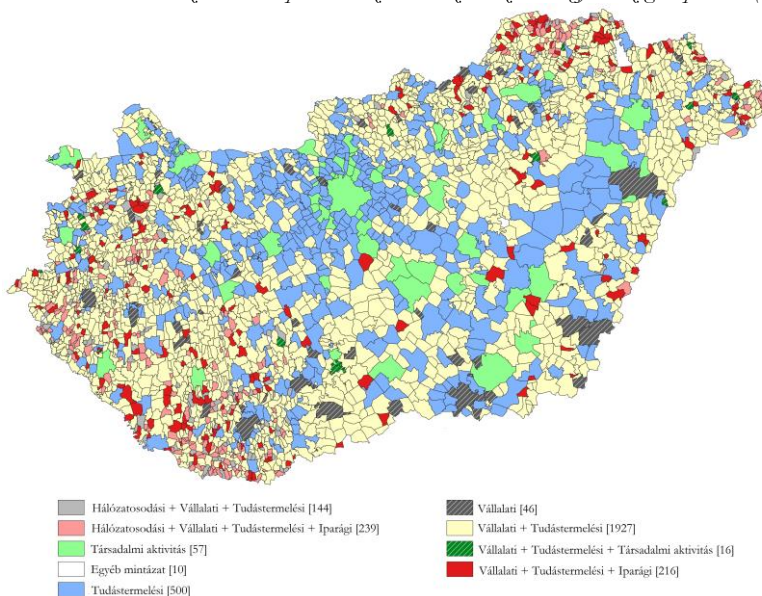 Hálózatosodási + Vállalati + Tudástermelési [144]
Hálózatosodási + Vállalati + Tudástermelési + Iparági [239]
Társadalmi aktivitás [57]
Egyéb mintázat [10]
Tudástermelési [500]
Vállalati [46]
Vállalati + Tudástermelési [1927]
Vállalati + Tudástermelési + Társadalmi aktivitás [16]
Vállalati + Tudástermelési + Iparági [216]